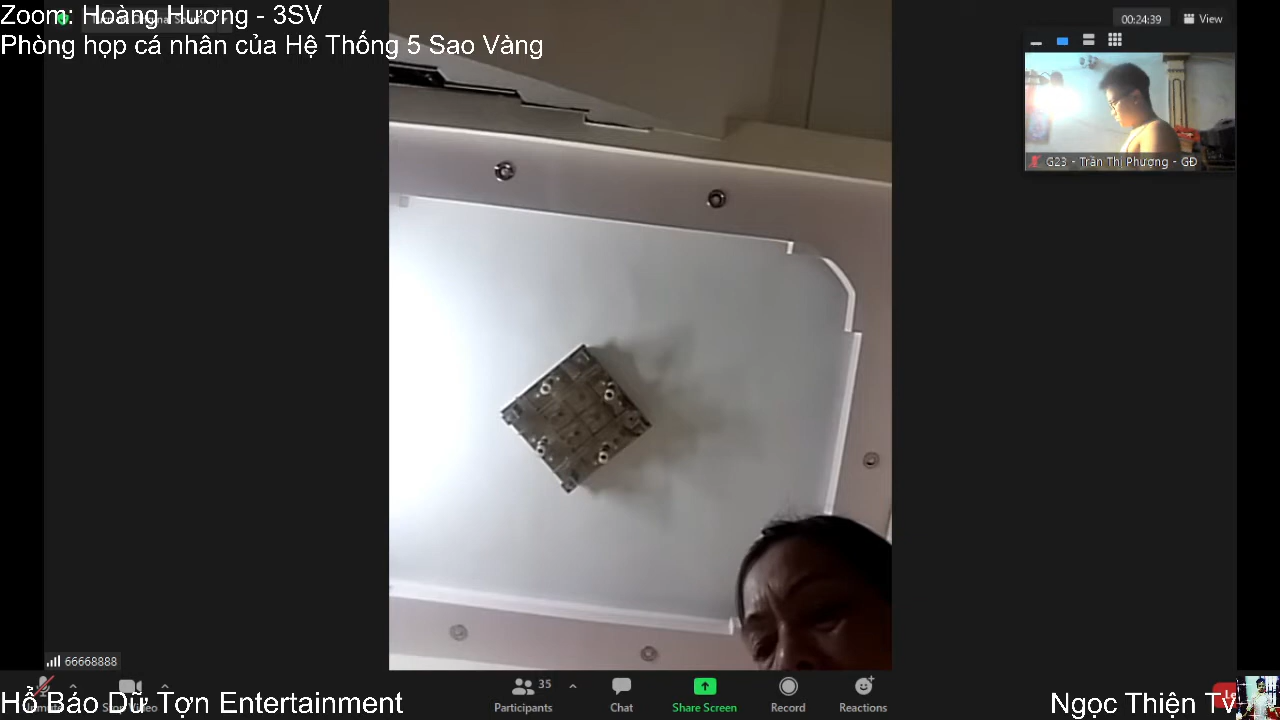 Zoom: Hoàng Hương - 3SV
Phòng họp cá nhân của Hệ Thống 5 Sao Vàng
00:24:39
View
G23 - Trần Thị Phượng - GĐ
66668888
35
Participants
Chat
Share Screen
Record
Reactions
Hổ Báo Dữ Tợn Entertainment
Ngọc Thiện Tv